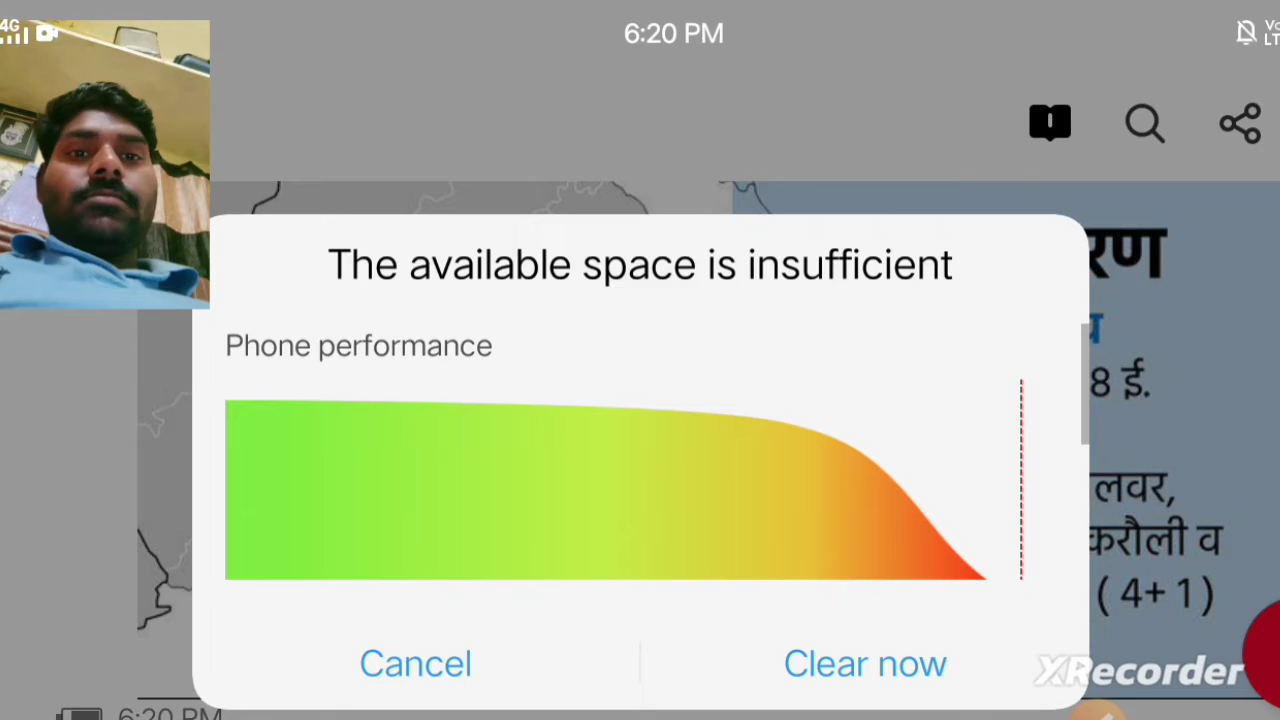 4G
6:20 PM
The available space is insufficient
Phone performance
8 ई.
लवर,
करौली व
( 4+ 1 )
Cancel
Clear now
XRecorder
6:20 PM